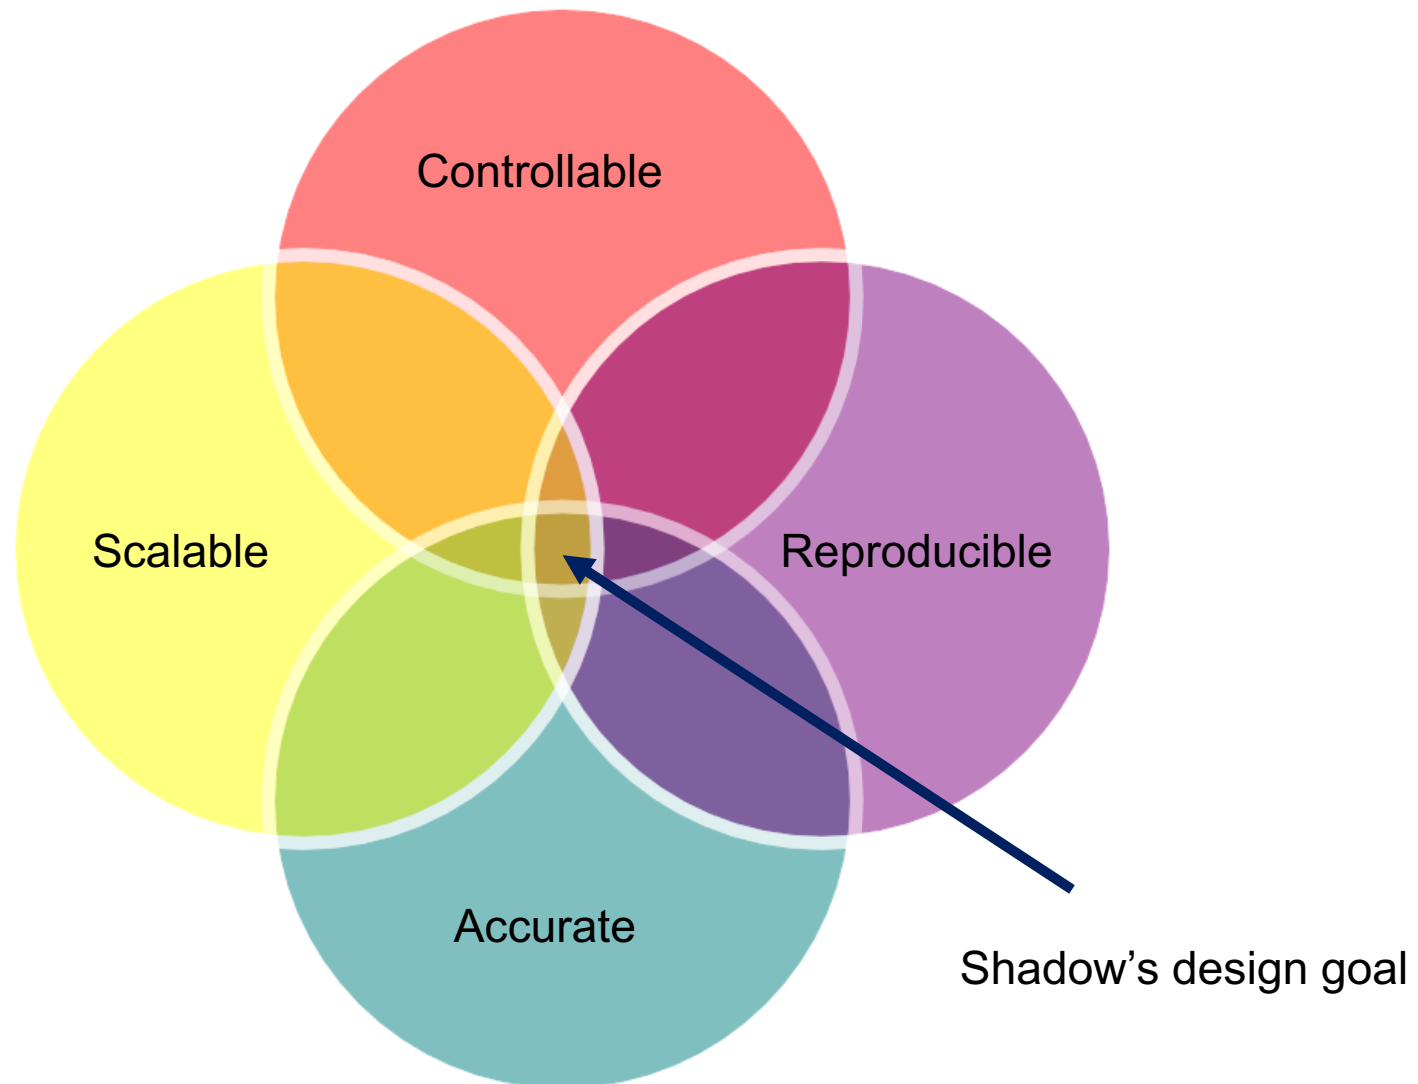 Controllable
Scalable
Reproducible
Accurate
Shadow’s design goal